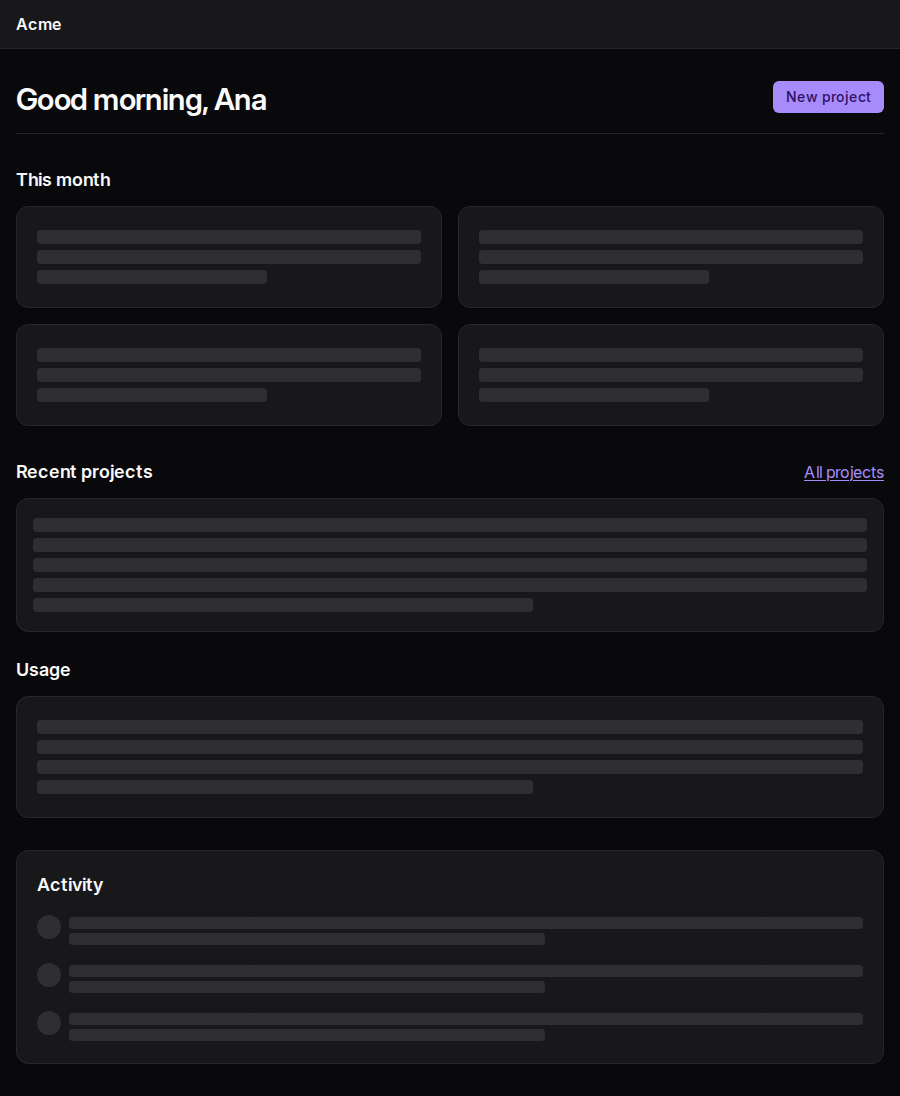 Acme
Good morning, Ana
New project
This month
Recent projects
All projects
Usage
Activity